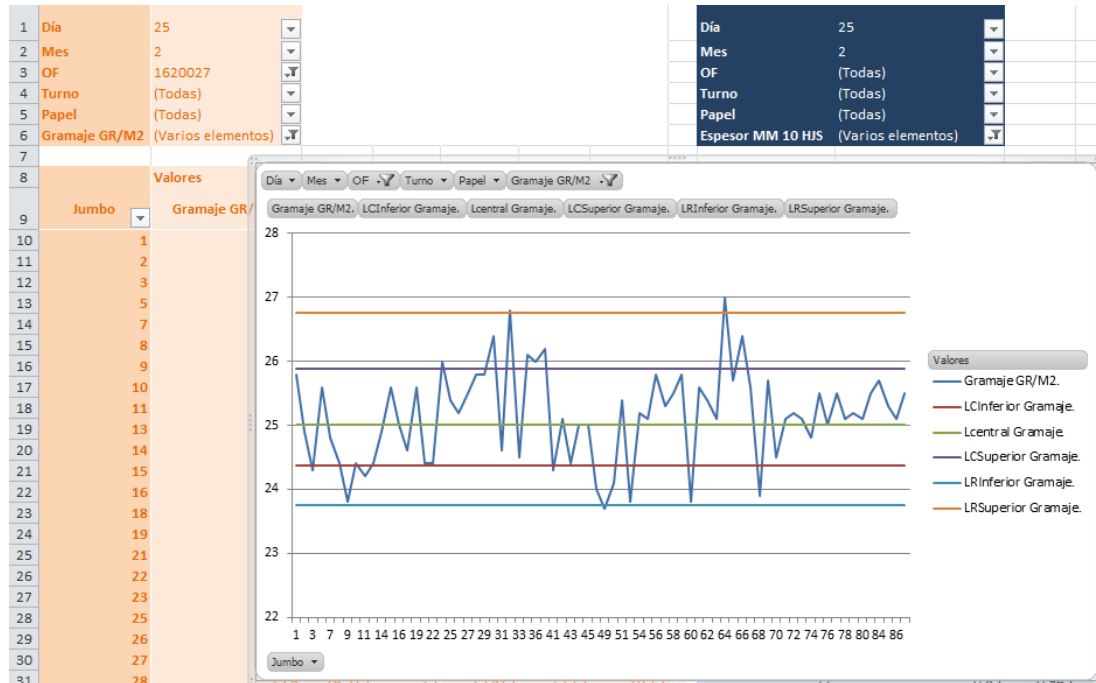 1 Día 25 Día 25
2 Mes 2 Mes 2
3 OF 1620027 OF (Todas)
4 Turno (Todas) Turno (Todas)
5 Papel (Todas) Papel (Todas)
6 Gramaje GR/M2 (Varios elementos) Espesor MM 10 HJS (Varios elementos)
7
8 Valores
9 Jumbo Gramaje GR/
10 1
11 2
12 3
13 5
14 7
15 8
16 9
17 10
18 11
19 13
20 14
21 15
22 16
23 18
24 19
25 21
26 22
27 23
28 25
29 26
30 27
31 28
Día Mes OF Turno Papel Gramaje GR/M2
Gramaje GR/M2. LCInferior Gramaje. Lcentral Gramaje. LCSuperior Gramaje. LRInferior Gramaje. LRSuperior Gramaje.
28
27
26
25
24
23
22
1 3 7 9 11 14 16 19 22 25 27 29 31 33 36 41 43 45 49 51 54 56 58 60 62 64 66 68 70 72 74 76 78 80 84 86
Jumbo
Valores
Gramaje GR/M2.
LCInferior Gramaje.
Lcentral Gramaje.
LCSuperior Gramaje.
LRInferior Gramaje.
LRSuperior Gramaje.